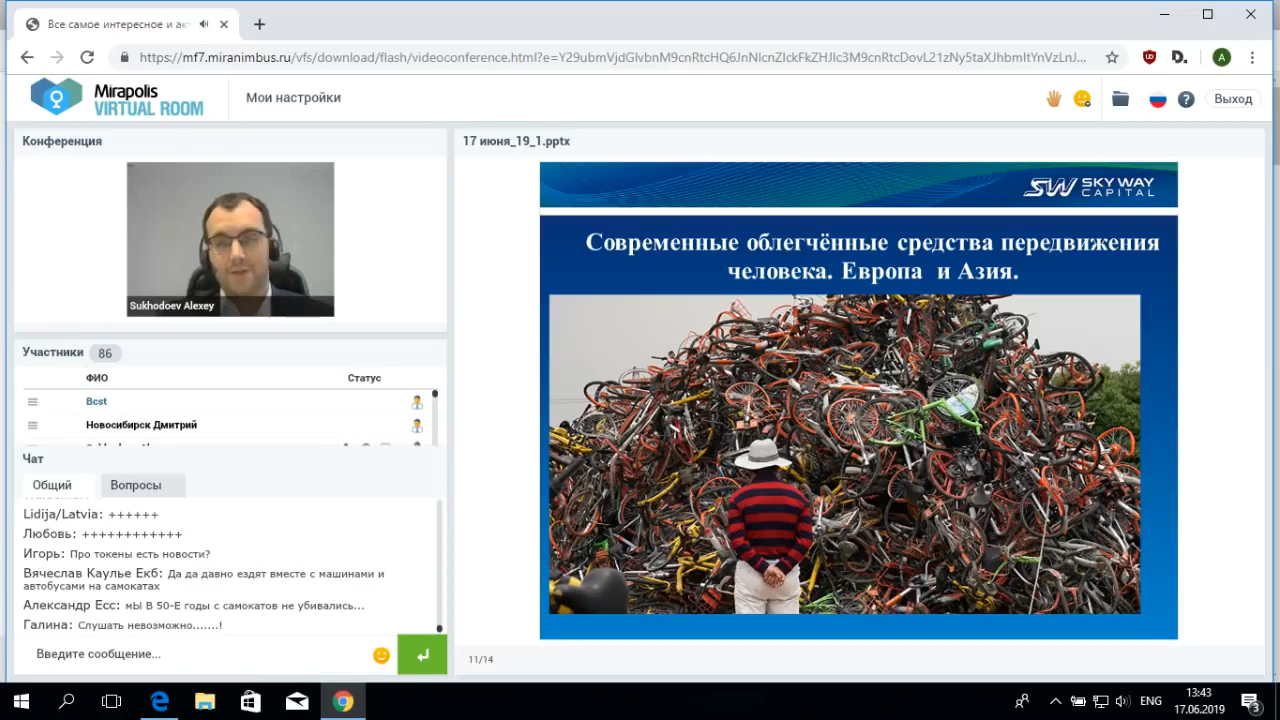 Все самое интересное и ак
https://mf7.miranimbus.ru/vfs/download/flash/videoconference.html?e=Y29ubmVjdGlvbnM9cnRtcHQ6JnNlcnZlckFkZHJlc3M9cnRtcDovL21zNy5taXJhbmltYnVzLnJ...
A
Mirapolis
VIRTUAL ROOM
Мои настройки
Выход
Конференция
Sukhodoev Alexey
Участники 86
ФИО Статус
Bcst
Новосибирск Дмитрий
Чат
Общий Вопросы
Lidija/Latvia: ++++++
Любовь: ++++++++++++
Игорь: Про токены есть новости?
Вячеслав Каулье Екб: Да да давно ездят вместе с машинами и
автобусами на самокатах
Александр Есс: мЫ В 50-Е годы с самокатов не убивались...
Галина: Слушать невозможно.......!
Введите сообщение...
17 июня_19_1.pptx
SW SKY WAY
CAPITAL
Современные облегчённые средства передвижения
человека. Европа и Азия.
11/14
ENG
13:43
17.06.2019
3